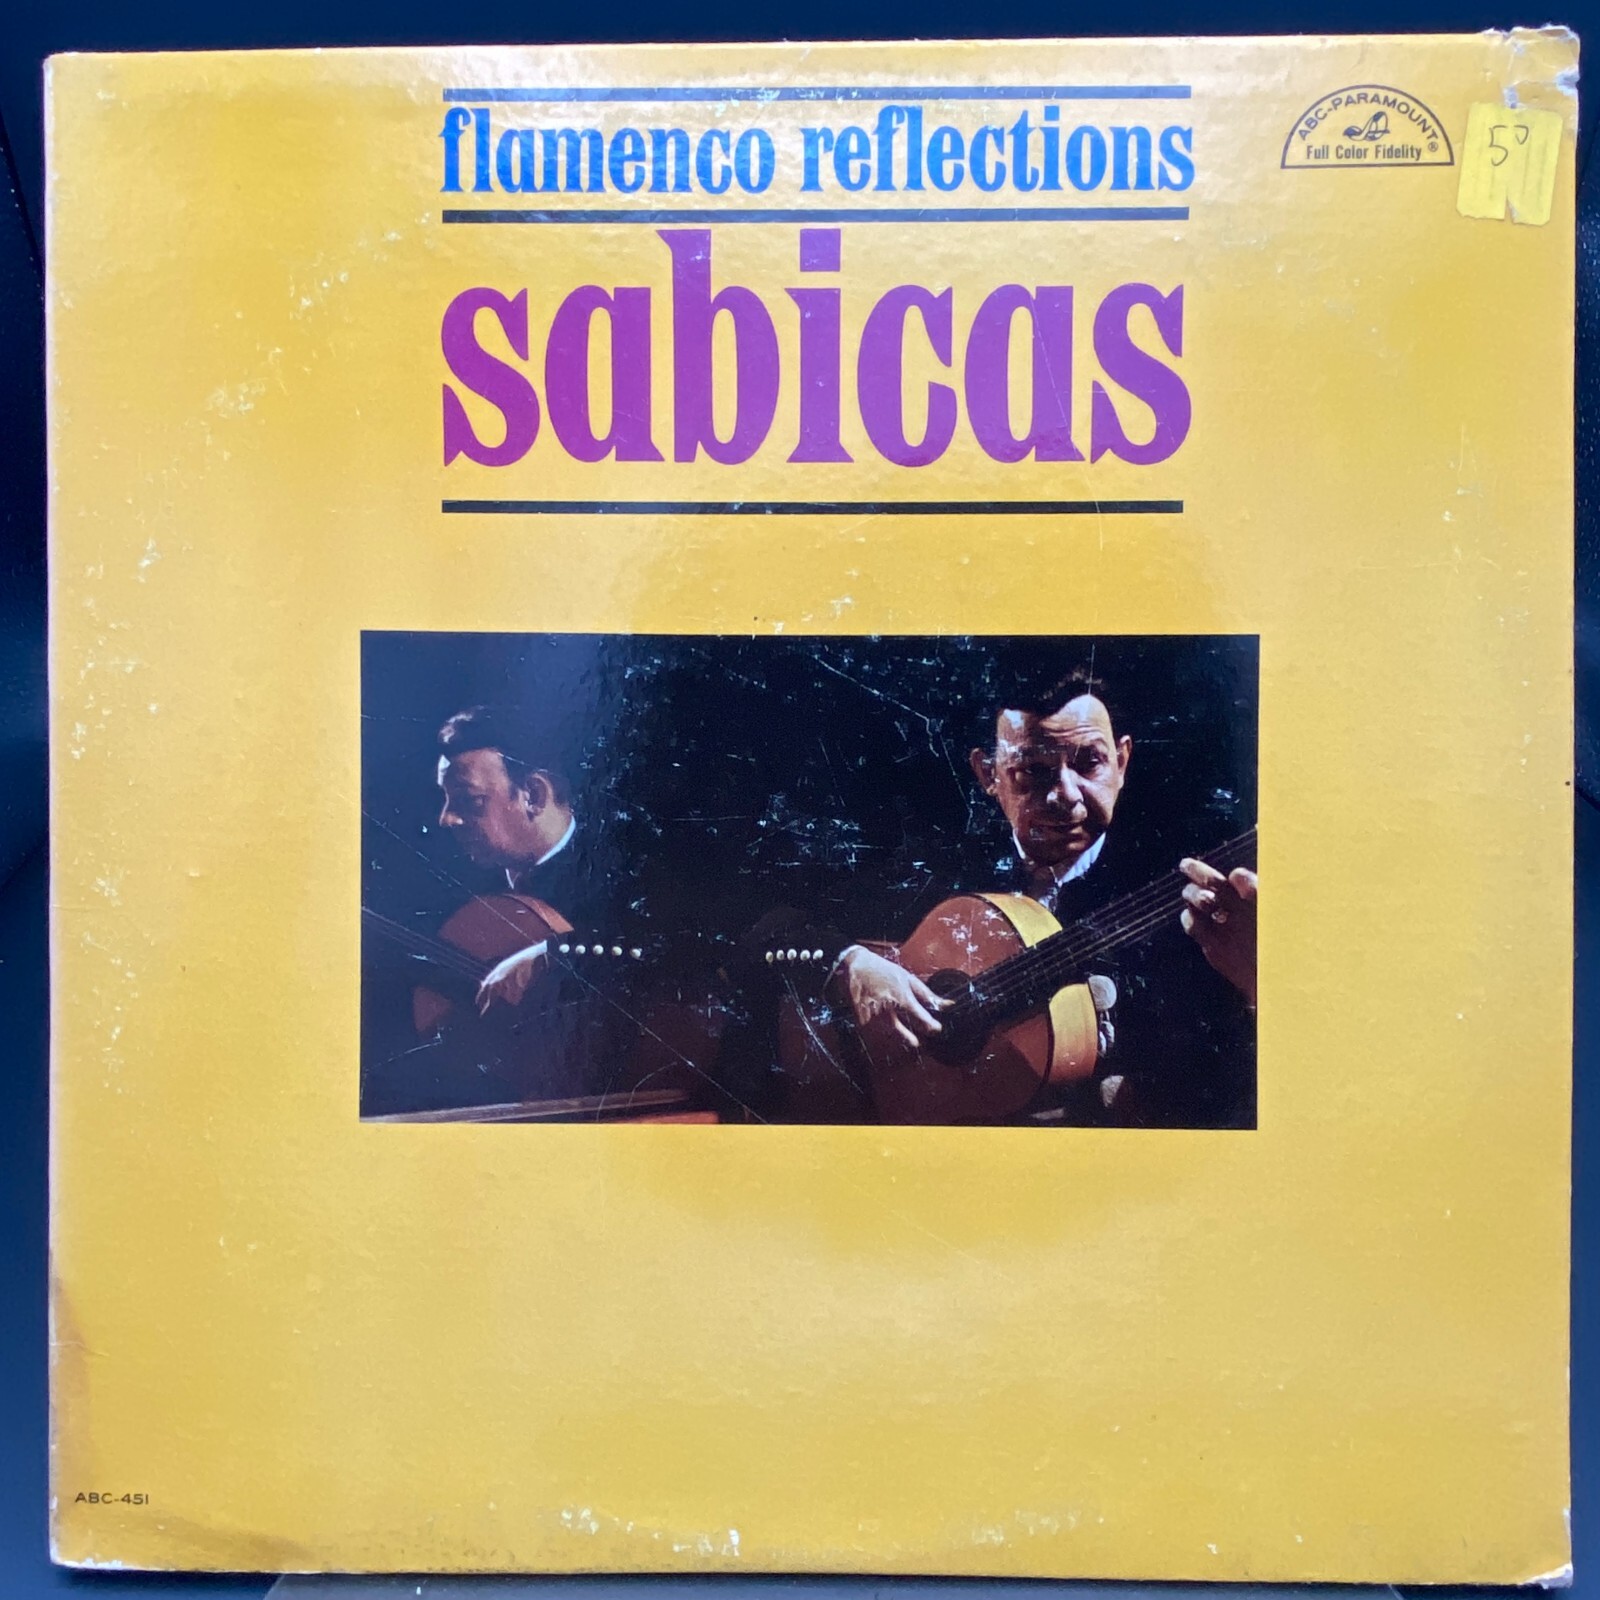 flamenco reflections
ABC-PARAMOUNT
Full Color Fidelity ®
50
sabicas
ABC-451